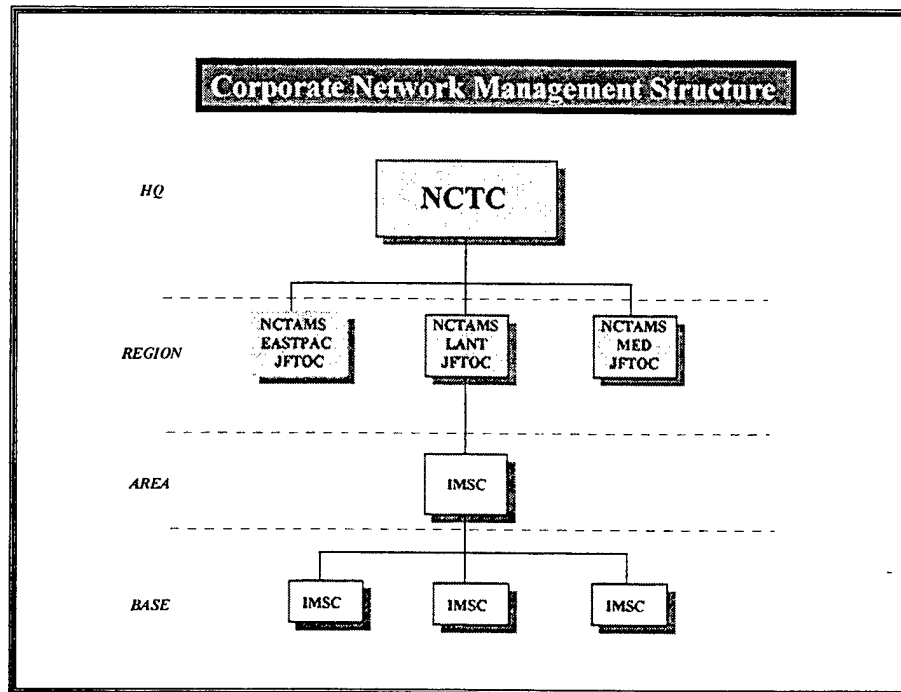 Corporate Network Management Structure
HQ
NCTC
REGION
NCTAMS
EASTPAC
JFTOC
NCTAMS
LANT
JFTOC
NCTAMS
MED
JFTOC
AREA
IMSC
BASE
IMSC
IMSC
IMSC